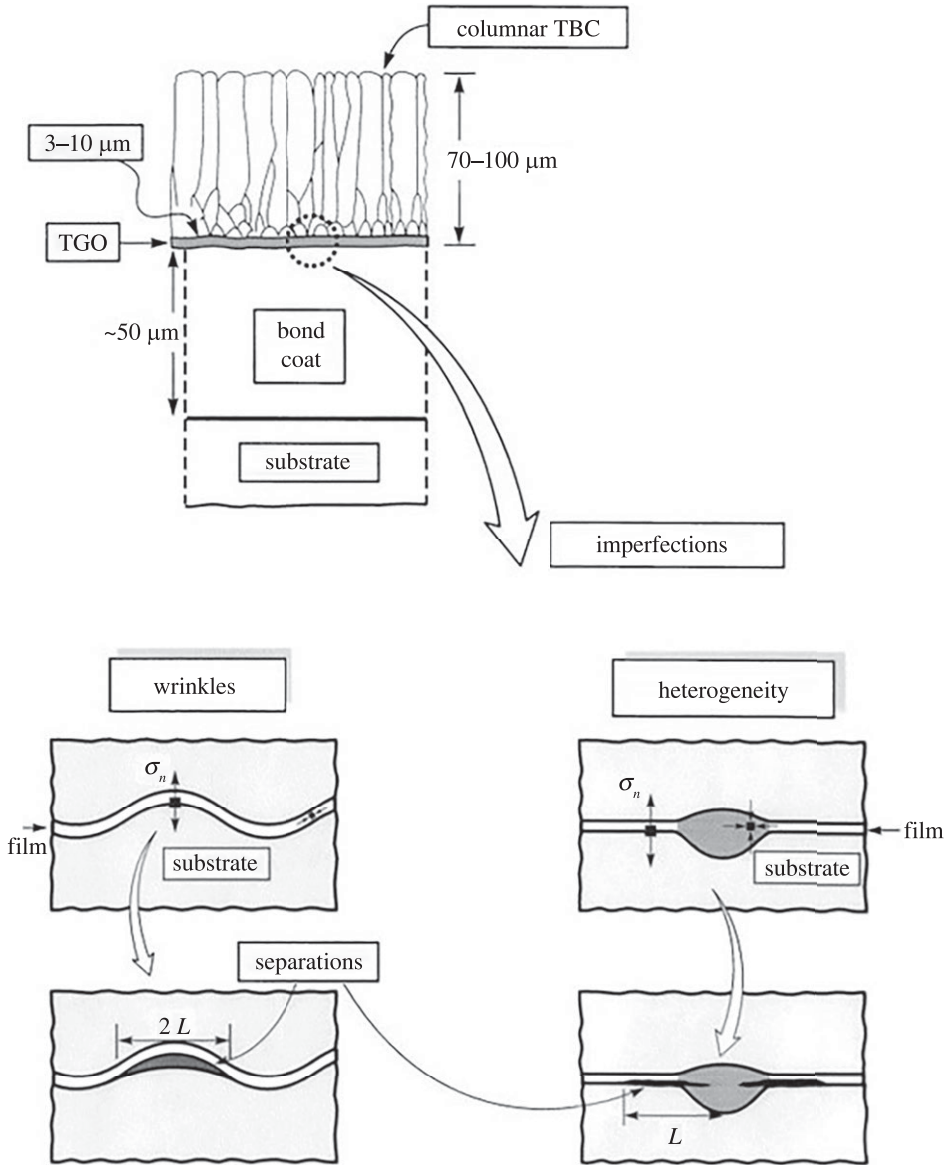 columnar TBC
3–10 μm
70–100 μm
TGO
~50 μm
bond
coat
substrate
imperfections
wrinkles
heterogeneity
σn
σn
film
film
substrate
substrate
separations
2 L
L